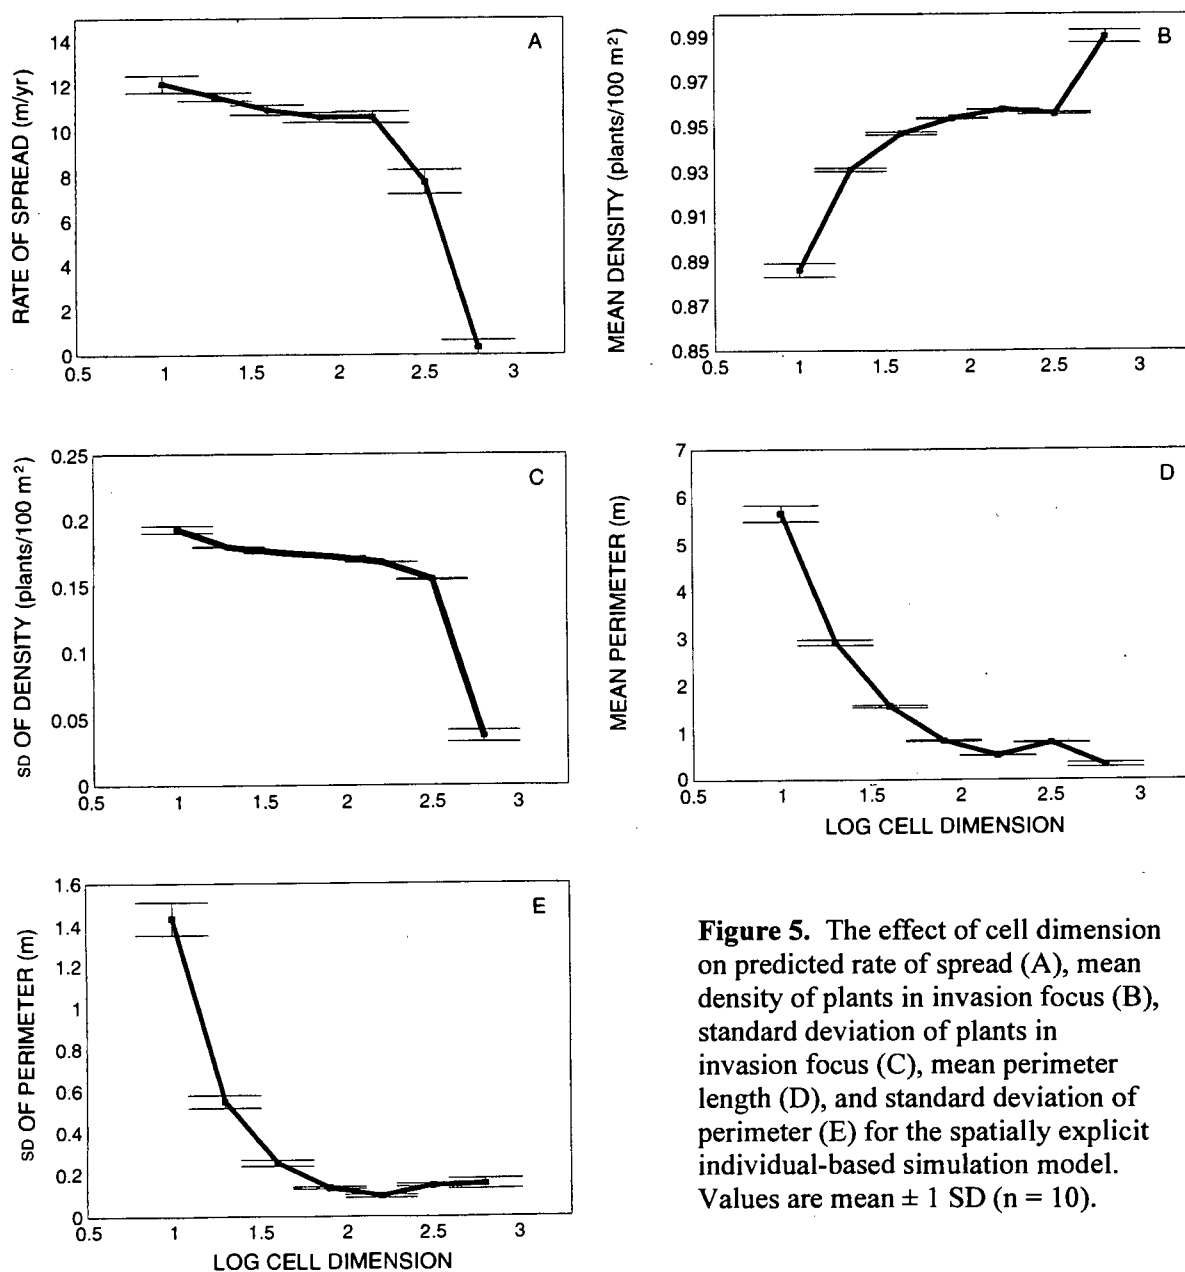 A
RATE OF SPREAD (m/yr)
14
12
10
8
6
4
2
0
0.5 1 1.5 2 2.5 3
B
MEAN DENSITY (plants/100 m²)
0.99
0.97
0.95
0.93
0.91
0.89
0.87
0.85
0.5 1 1.5 2 2.5 3
C
SD OF DENSITY (plants/100 m²)
0.25
0.2
0.15
0.1
0.05
0
0.5 1 1.5 2 2.5 3
D
MEAN PERIMETER (m)
7
6
5
4
3
2
1
0
0.5 1 1.5 2 2.5 3
LOG CELL DIMENSION
E
SD OF PERIMETER (m)
1.6
1.4
1.2
1
0.8
0.6
0.4
0.2
0
0.5 1 1.5 2 2.5 3
LOG CELL DIMENSION
Figure 5. The effect of cell dimension
on predicted rate of spread (A), mean
density of plants in invasion focus (B),
standard deviation of plants in
invasion focus (C), mean perimeter
length (D), and standard deviation of
perimeter (E) for the spatially explicit
individual-based simulation model.
Values are mean ± 1 SD (n = 10).